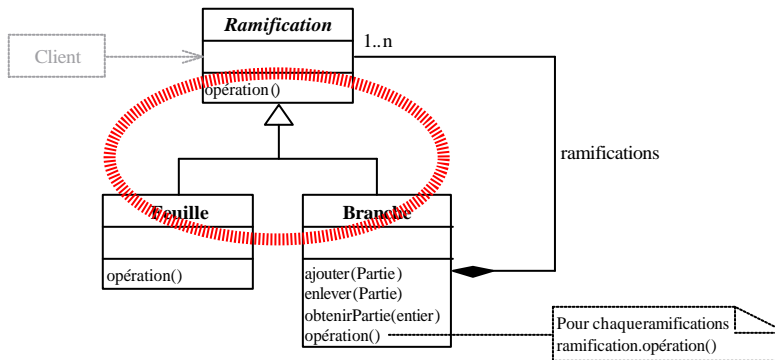 Ramification
1..n
Client
opération()
ramifications
Feuille
Branche
opération()
ajouter(Partie)
enlever(Partie)
obtenirPartie(entier)
opération()
Pour chaqueramifications
ramification.opération()